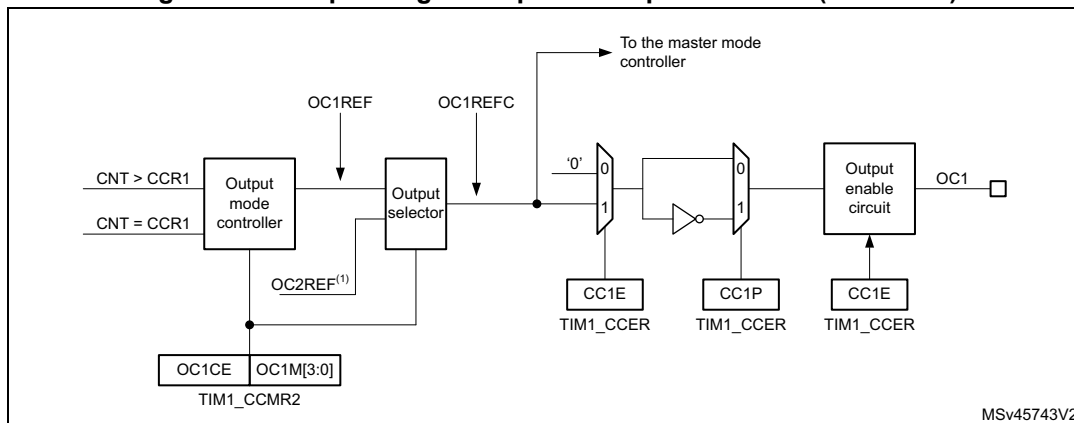 To the master mode
controller
OC1REF
OC1REFC
CNT > CCR1
CNT = CCR1
Output
mode
controller
Output
selector
OC2REF(1)
'0'
0
1
0
1
Output
enable
circuit
OC1
CC1E
TIM1_CCER
CC1P
TIM1_CCER
CC1E
TIM1_CCER
OC1CE
OC1M[3:0]
TIM1_CCMR2
MSv45743V2